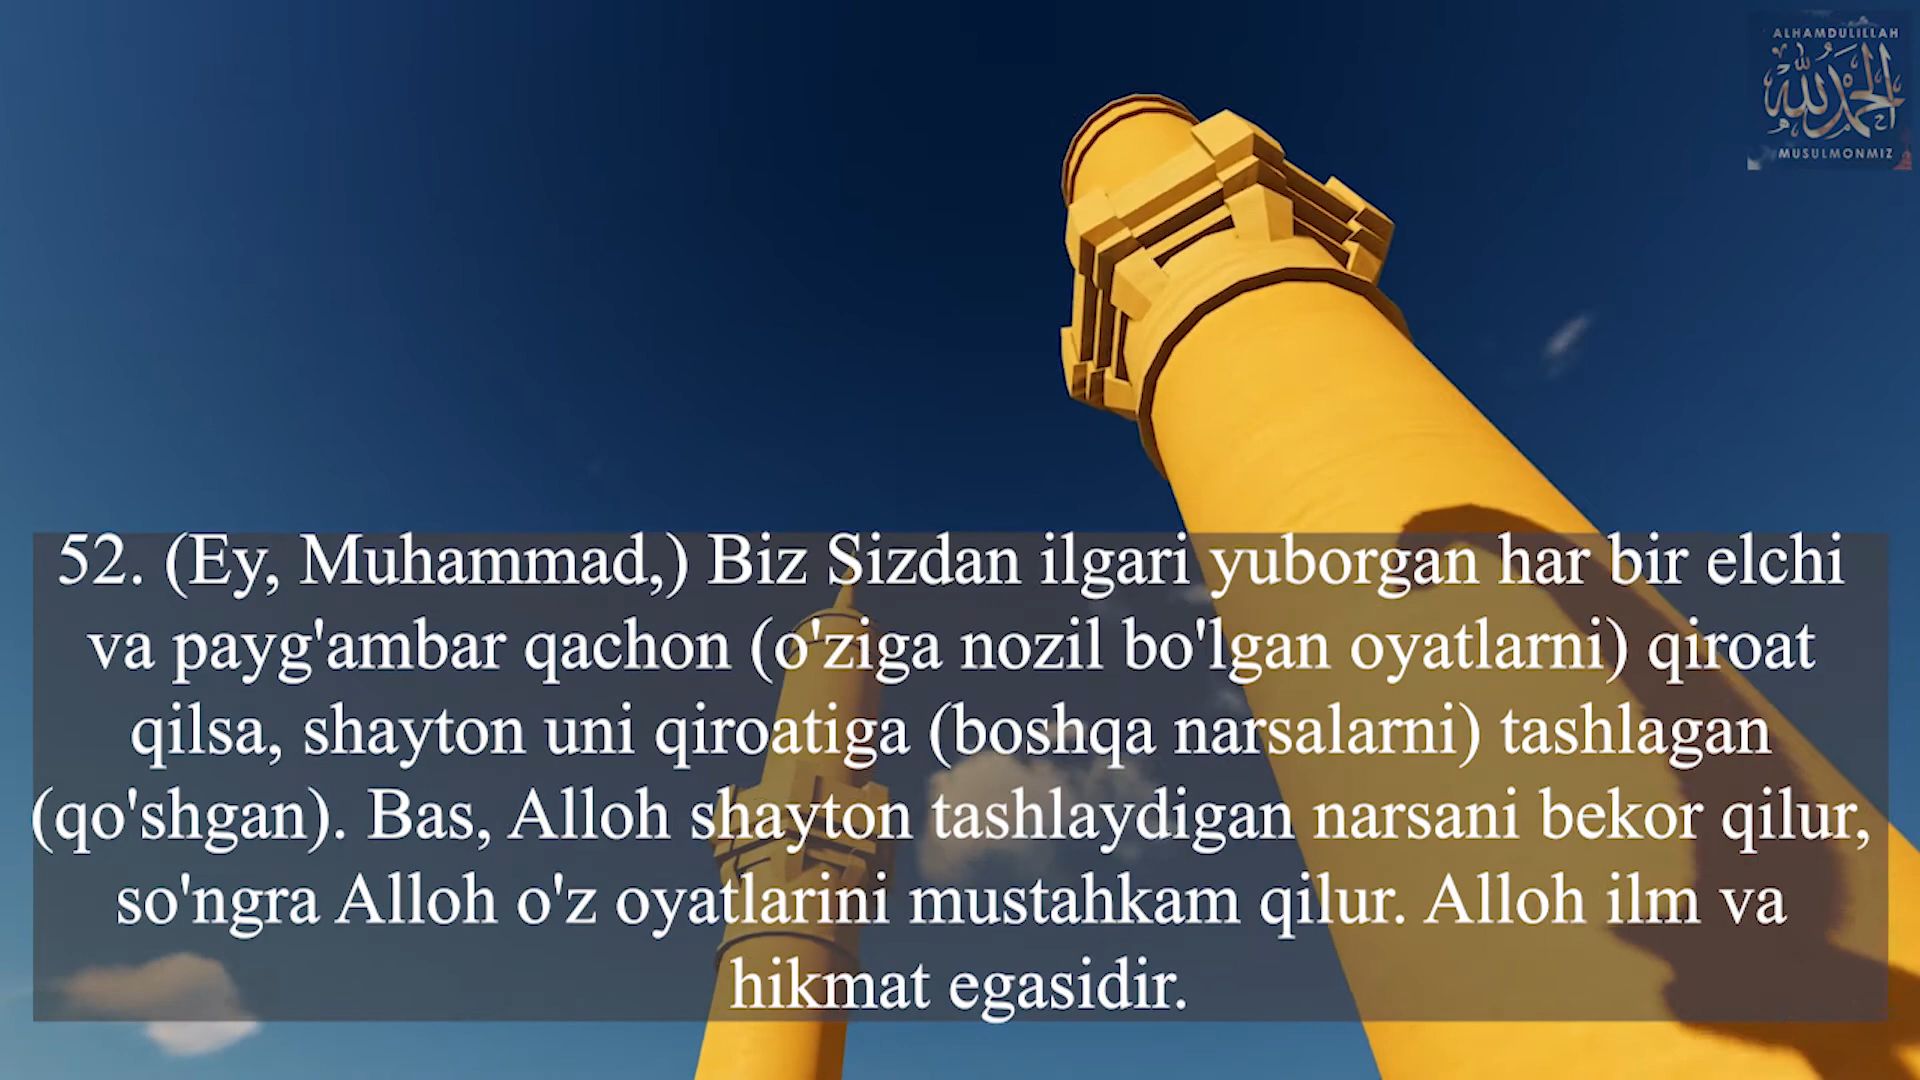 ALHAMDULILLAH
الحمد لله
MUSULMONMIZ
52. (Ey, Muhammad,) Biz Sizdan ilgari yuborgan har bir elchi
va payg'ambar qachon (o'ziga nozil bo'lgan oyatlarni) qiroat
qilsa, shayton uni qiroatiga (boshqa narsalarni) tashlagan
(qo'shgan). Bas, Alloh shayton tashlaydigan narsani bekor qilur,
so'ngra Alloh o'z oyatlarini mustahkam qilur. Alloh ilm va
hikmat egasidir.